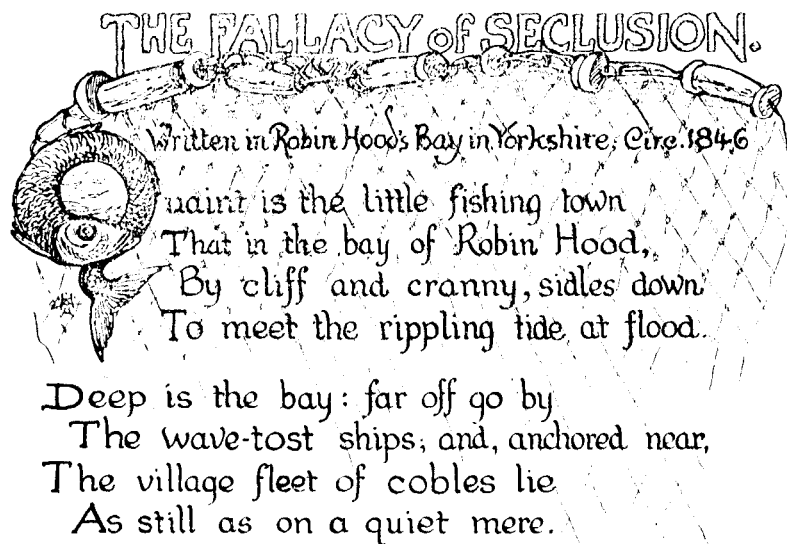 THE FALLACY OF SECLUSION.
Written in Robin Hood's Bay in Yorkshire, Circ. 1846
Quaint is the little fishing town
That in the bay of Robin Hood,
By cliff and cranny, sidles down
To meet the rippling tide at flood.
Deep is the bay: far off go by
The wave-tost ships; and, anchored near,
The village fleet of cobles lie
As still as on a quiet mere.